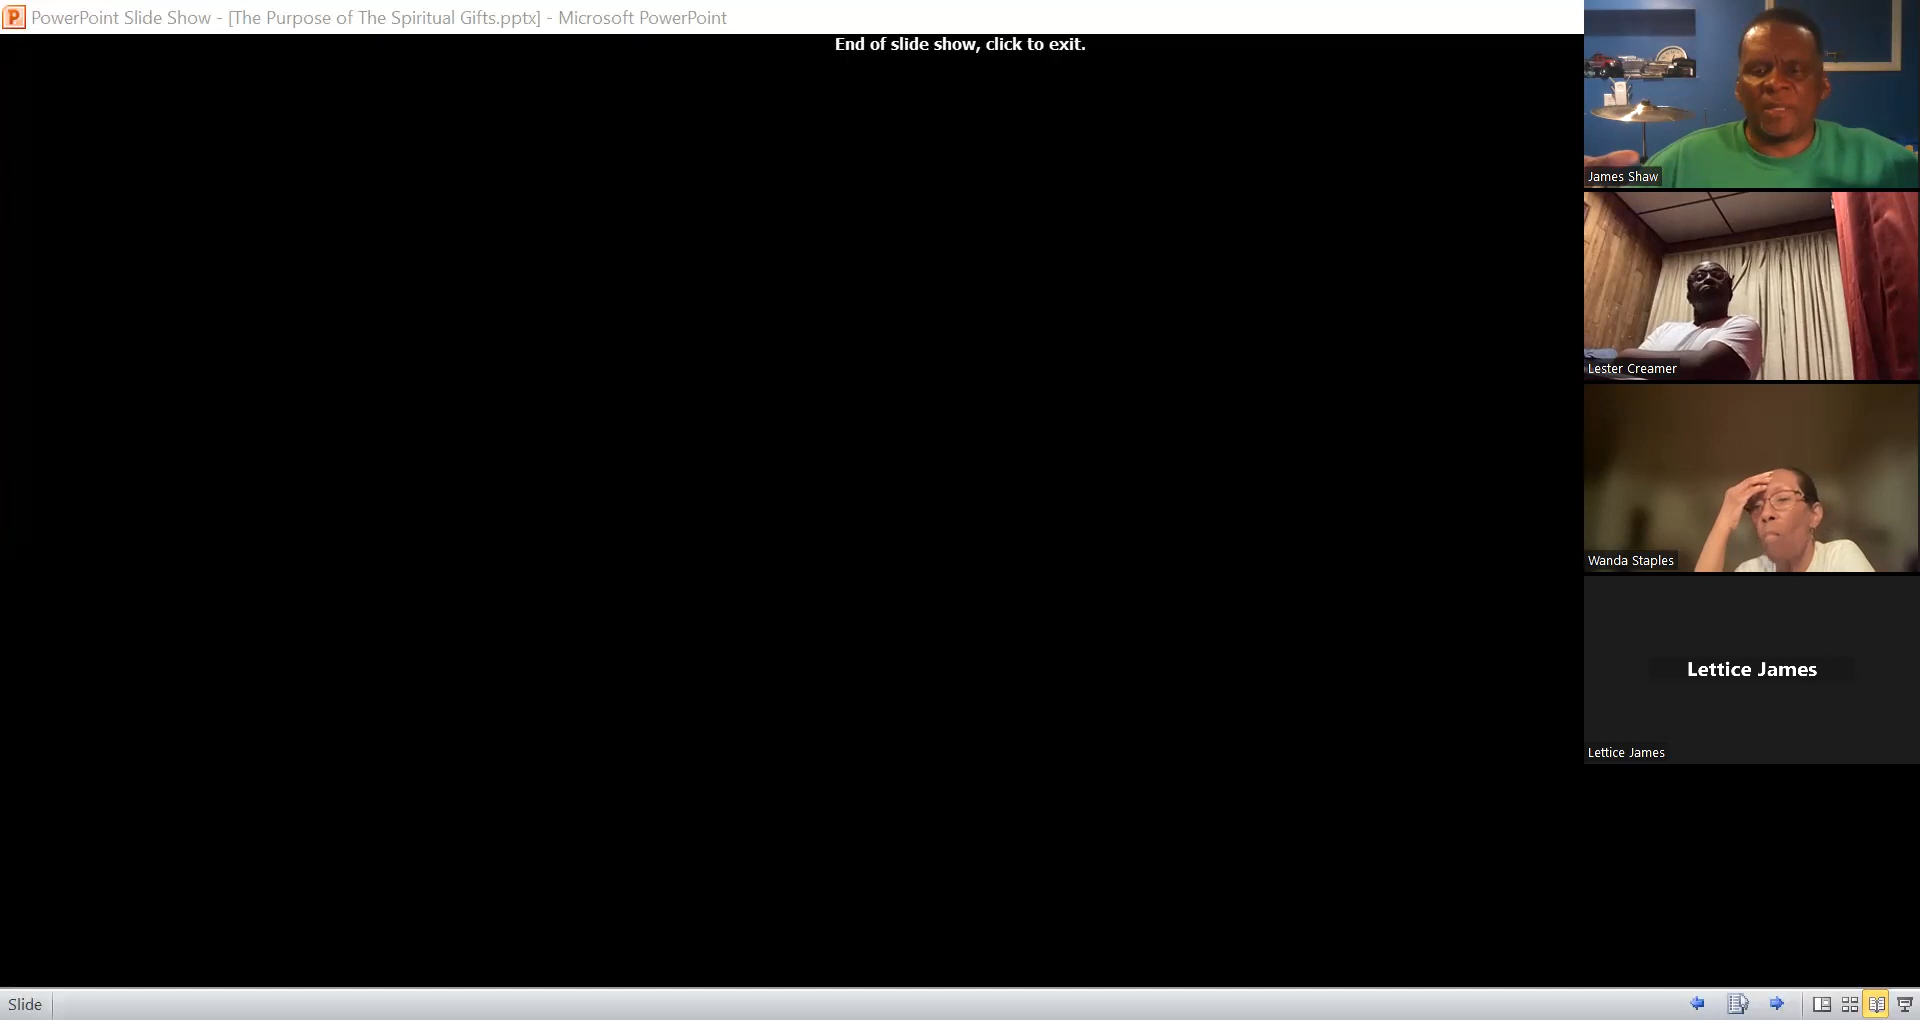 PowerPoint Slide Show - [The Purpose of The Spiritual Gifts.pptx] - Microsoft PowerPoint
End of slide show, click to exit.
James Shaw
Lester Creamer
Wanda Staples
Lettice James
Lettice James
Slide